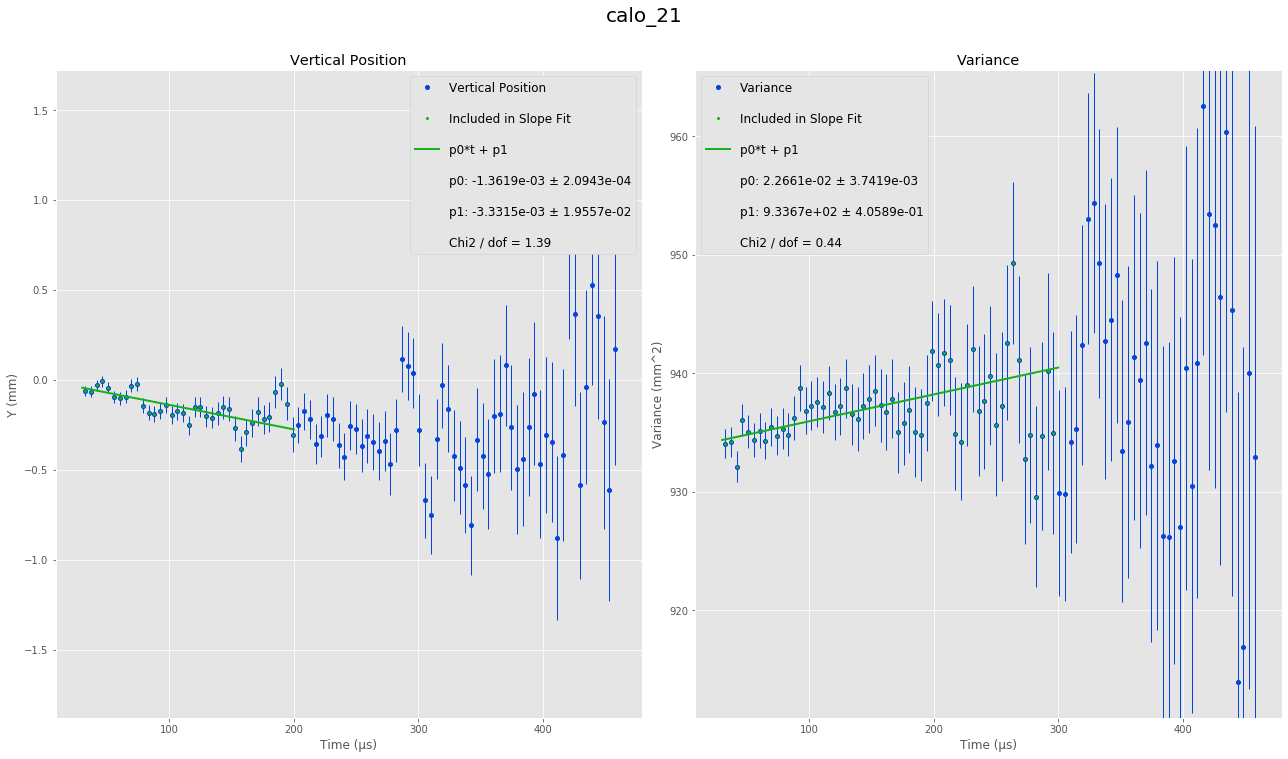 calo_21
Vertical Position
Vertical Position
Included in Slope Fit
p0*t + p1
p0: -1.3619e-03 ± 2.0943e-04
p1: -3.3315e-03 ± 1.9557e-02
Chi2 / dof = 1.39
1.5
1.0
0.5
0.0
−0.5
−1.0
−1.5
Y (mm)
100 200 300 400
Time (μs)
Variance
Variance
Included in Slope Fit
p0*t + p1
p0: 2.2661e-02 ± 3.7419e-03
p1: 9.3367e+02 ± 4.0589e-01
Chi2 / dof = 0.44
960
950
940
930
920
Variance (mm^2)
100 200 300 400
Time (μs)